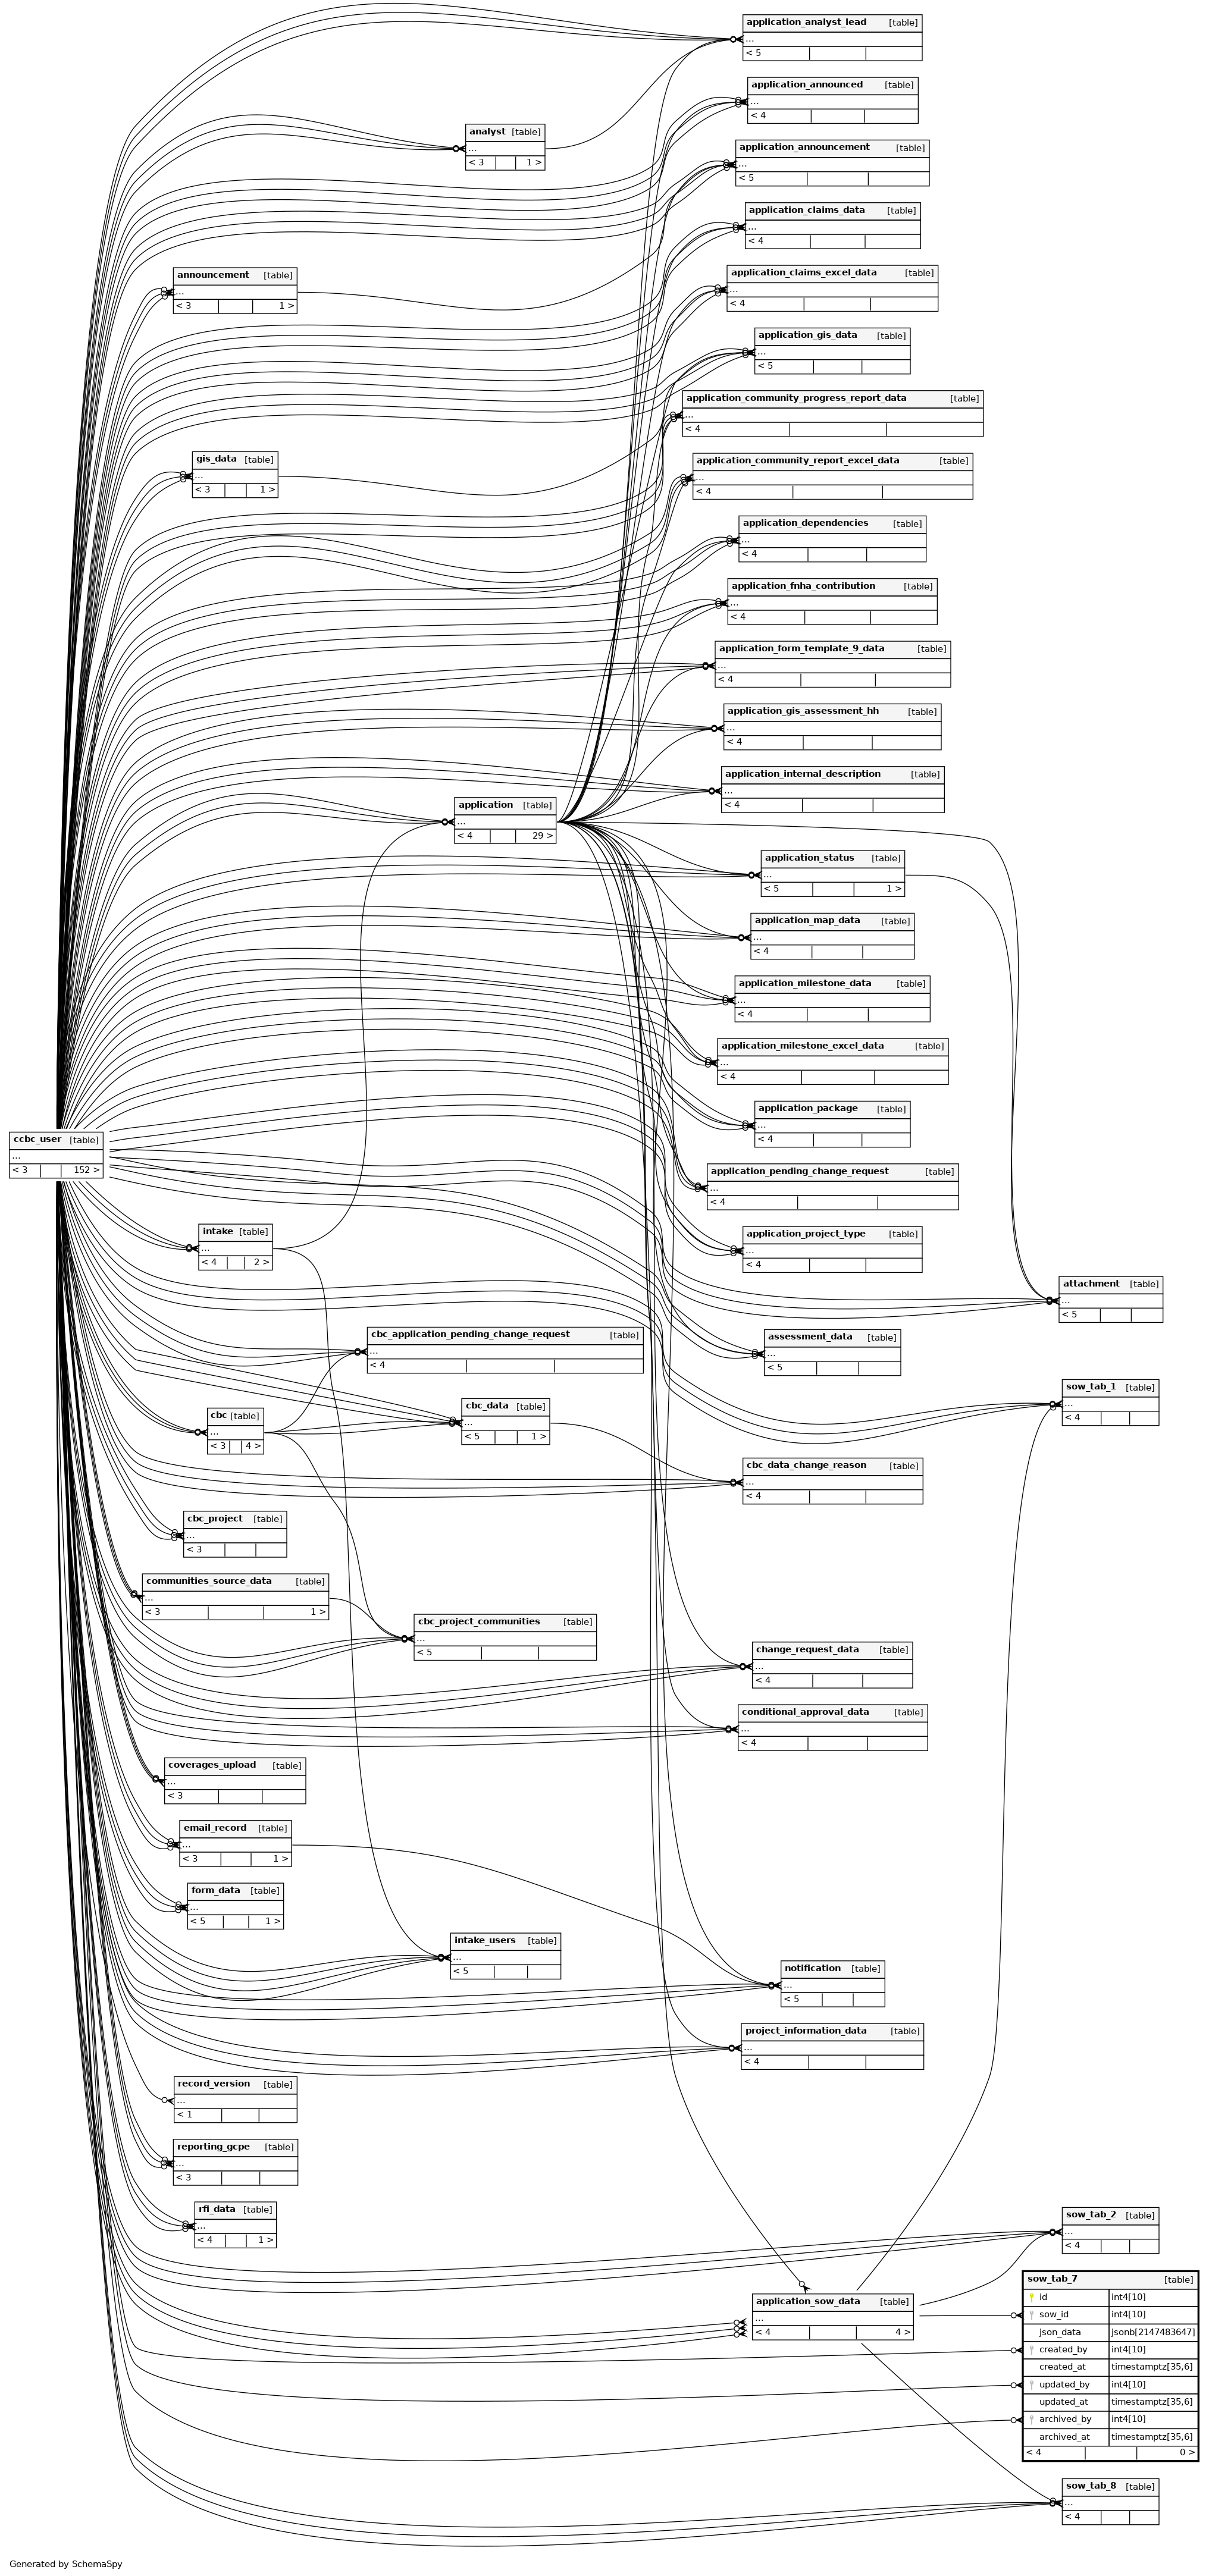 application_analyst_lead [table]
...
< 5
application_announced [table]
...
< 4
analyst [table]
...
< 3 1 >
application_announcement [table]
...
< 5
application_claims_data [table]
...
< 4
announcement [table]
...
< 3 1 >
application_claims_excel_data [table]
...
< 4
application_gis_data [table]
...
< 5
application_community_progress_report_data [table]
...
< 4
gis_data [table]
...
< 3 1 >
application_community_report_excel_data [table]
...
< 4
application_dependencies [table]
...
< 4
application_fnha_contribution [table]
...
< 4
application_form_template_9_data [table]
...
< 4
application_gis_assessment_hh [table]
...
< 4
application_internal_description [table]
...
< 4
application [table]
...
< 4 29 >
application_status [table]
...
< 5 1 >
application_map_data [table]
...
< 4
application_milestone_data [table]
...
< 4
application_milestone_excel_data [table]
...
< 4
application_package [table]
...
< 4
ccbc_user [table]
...
< 3 152 >
application_pending_change_request [table]
...
< 4
intake [table]
...
< 4 2 >
application_project_type [table]
...
< 4
attachment [table]
...
< 5
cbc_application_pending_change_request [table]
...
< 4
assessment_data [table]
...
< 5
sow_tab_1 [table]
...
< 4
cbc [table]
...
< 3 4 >
cbc_data [table]
...
< 5 1 >
cbc_data_change_reason [table]
...
< 4
cbc_project [table]
...
< 3
communities_source_data [table]
...
< 3 1 >
cbc_project_communities [table]
...
< 5
change_request_data [table]
...
< 4
conditional_approval_data [table]
...
< 4
coverages_upload [table]
...
< 3
email_record [table]
...
< 3 1 >
form_data [table]
...
< 5 1 >
intake_users [table]
...
< 5
notification [table]
...
< 5
project_information_data [table]
...
< 4
record_version [table]
...
< 1
reporting_gcpe [table]
...
< 3
rfi_data [table]
...
< 4 1 >
sow_tab_2 [table]
...
< 4
application_sow_data [table]
...
< 4 4 >
sow_tab_7 [table]
id int4[10]
sow_id int4[10]
json_data jsonb[2147483647]
created_by int4[10]
created_at timestamptz[35,6]
updated_by int4[10]
updated_at timestamptz[35,6]
archived_by int4[10]
archived_at timestamptz[35,6]
< 4 0 >
sow_tab_8 [table]
...
< 4
Generated by SchemaSpy